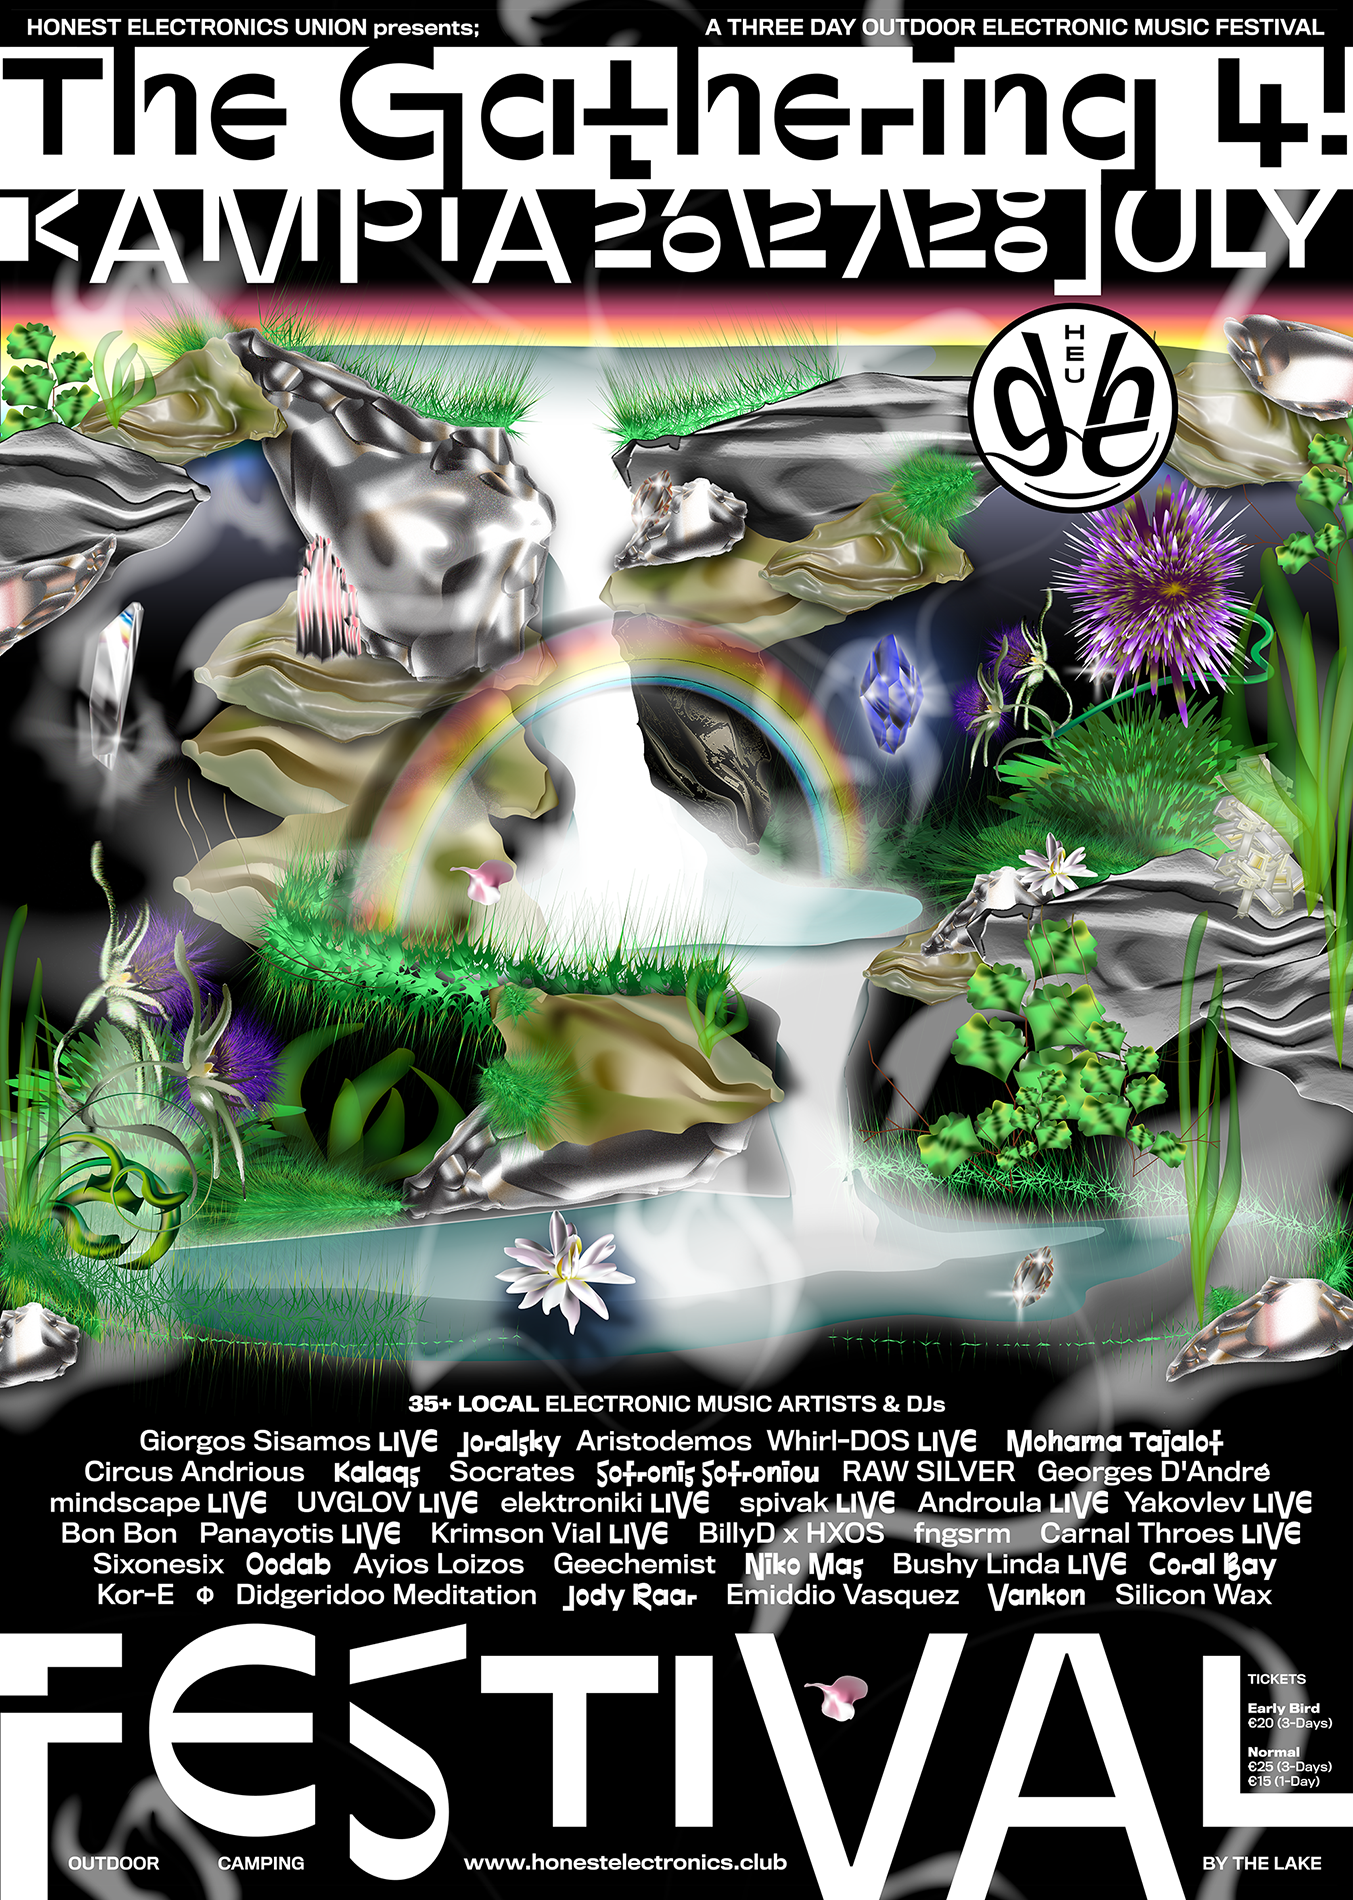 HONEST ELECTRONICS UNION presents;
A THREE DAY OUTDOOR ELECTRONIC MUSIC FESTIVAL
The Gathering 4!
KAMPIA 26\27\28 JULY
HEU
35+ LOCAL ELECTRONIC MUSIC ARTISTS & DJs
Giorgos Sisamos LIVE Joralsky Aristodemos Whirl-DOS LIVE Mohama Tajalof
Circus Andrious Kalaqs Socrates Sofronis Sofroniou RAW SILVER Georges D'André
mindscape LIVE UVGLOV LIVE elektroniki LIVE spivak LIVE Androula LIVE Yakovlev LIVE
Bon Bon Panayotis LIVE Krimson Vial LIVE BillyD x HXOS fngsrm Carnal Throes LIVE
Sixonesix Oodab Ayios Loizos Geechemist Niko Mas Bushy Linda LIVE Coral Bay
Kor-E Φ Didgeridoo Meditation Jody Raar Emiddio Vasquez Vankon Silicon Wax
FESTIVAL
TICKETS
Early Bird
€20 (3-Days)
Normal
€25 (3-Days)
€15 (1-Day)
OUTDOOR CAMPING www.honestelectronics.club BY THE LAKE